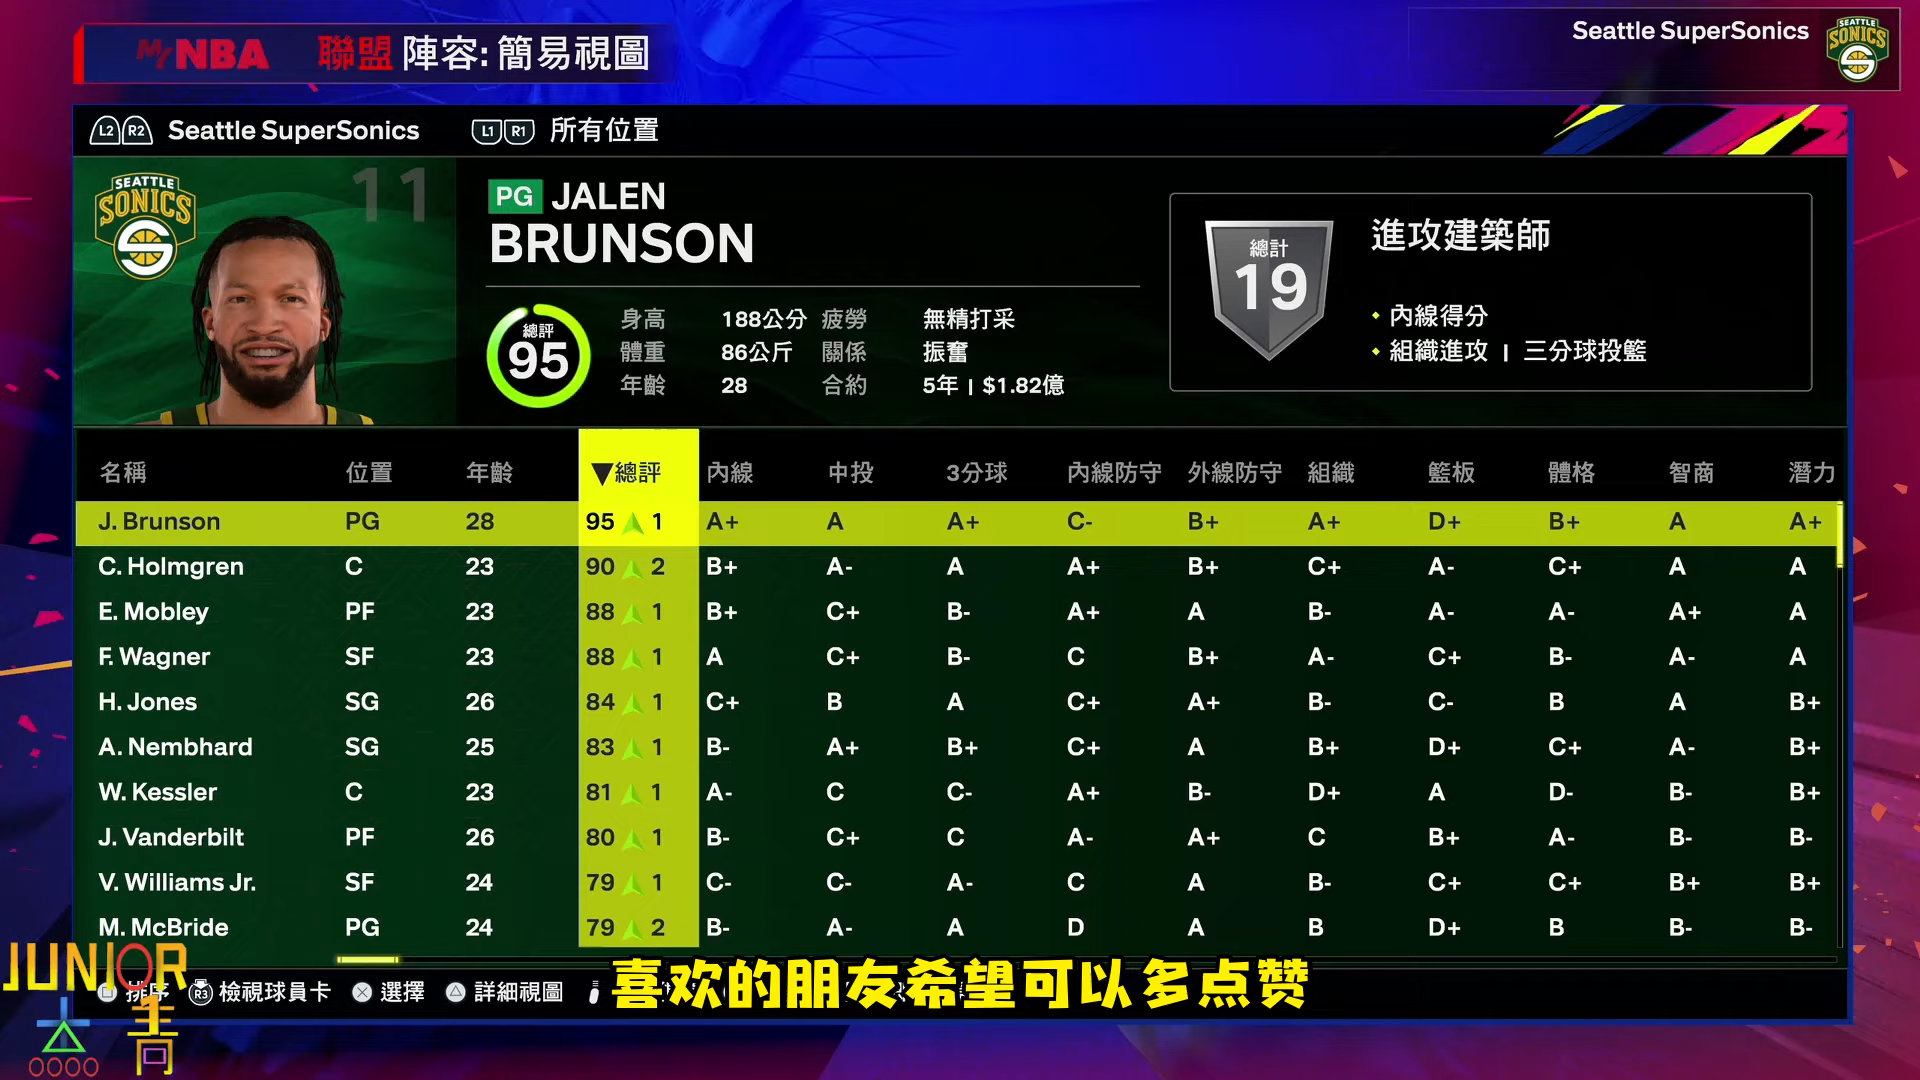 MyNBA 聯盟 陣容: 簡易視圖
Seattle SuperSonics
SEATTLE SONICS
L2 R2 Seattle SuperSonics L1 R1 所有位置
SEATTLE SONICS
11
PG JALEN
BRUNSON
總評
95
身高 188公分 疲勞 無精打采
體重 86公斤 關係 振奮
年齡 28 合約 5年 | $1.82億
總計
19
進攻建築師
• 內線得分
• 組織進攻 | 三分球投籃
名稱 位置 年齡 ▼總評 內線 中投 3分球 內線防守 外線防守 組織 籃板 體格 智商 潛力
J. Brunson PG 28 95 1 A+ A A+ C- B+ A+ D+ B+ A A+
C. Holmgren C 23 90 2 B+ A- A A+ B+ C+ A- C+ A A
E. Mobley PF 23 88 1 B+ C+ B- A+ A B- A- A- A+ A
F. Wagner SF 23 88 1 A C+ B- C B+ A- C+ B- A- A
H. Jones SG 26 84 1 C+ B A C+ A+ B- C- B A B+
A. Nembhard SG 25 83 1 B- A+ B+ C+ A B+ D+ C+ A- B+
W. Kessler C 23 81 1 A- C C- A+ B- D+ A D- B- B+
J. Vanderbilt PF 26 80 1 B- C+ C A- A+ C B+ A- B- B-
V. Williams Jr. SF 24 79 1 C- C- A- C A B- C+ C+ B+ B+
M. McBride PG 24 79 2 B- A- A D A B D+ B B- B-
JUNIOR
排序 R3 檢視球員卡 選擇 詳細視圖
喜欢的朋友希望可以多点赞